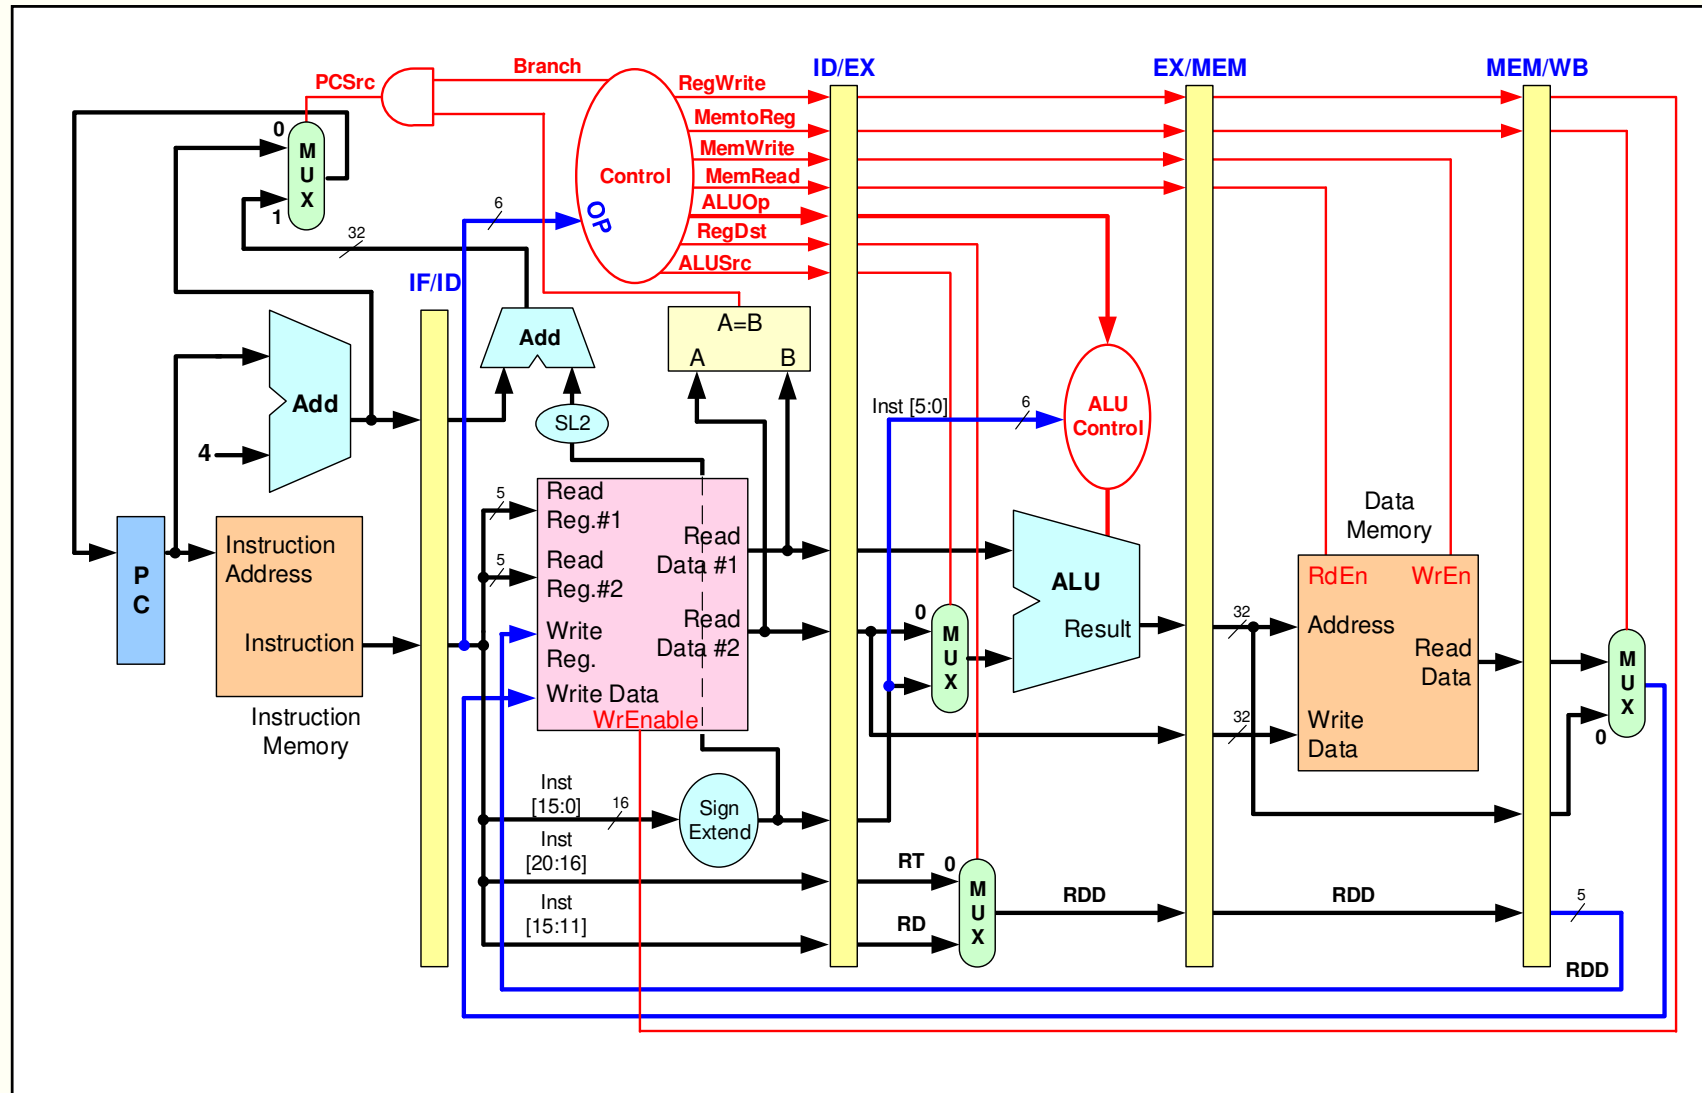 ID/EX
EX/MEM
MEM/WB
Branch
PCSrc
RegWrite
MemtoReg
MemWrite
MemRead
ALUOp
RegDst
ALUSrc
Control
OP
0
M
U
X
1
6
32
IF/ID
A=B
A
B
Add
Add
SL2
4
Inst [5:0]
6
ALU
Control
P
C
Instruction
Address
Instruction
Instruction
Memory
5
Read
Reg.#1
5
Read
Reg.#2
Write
Reg.
Write Data
WrEnable
Read
Data #1
Read
Data #2
0
M
U
X
ALU
Result
Data
Memory
RdEn
WrEn
32
Address
Read
Data
32
Write
Data
M
U
X
0
Inst
[15:0]
16
Sign
Extend
Inst
[20:16]
Inst
[15:11]
RT
0
RD
M
U
X
RDD
RDD
5
RDD